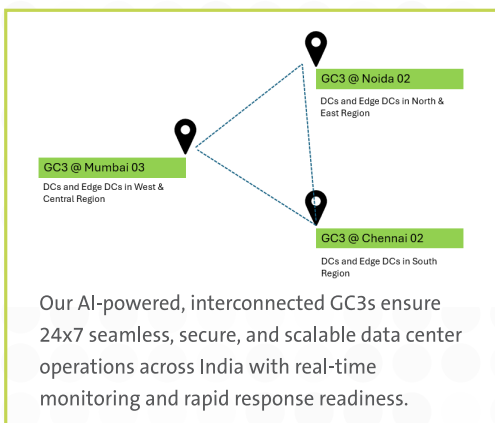 GC3 @ Noida 02
DCs and Edge DCs in North &
East Region
GC3 @ Mumbai 03
DCs and Edge DCs in West &
Central Region
GC3 @ Chennai 02
DCs and Edge DCs in South
Region
Our AI-powered, interconnected GC3s ensure
24x7 seamless, secure, and scalable data center
operations across India with real-time
monitoring and rapid response readiness.